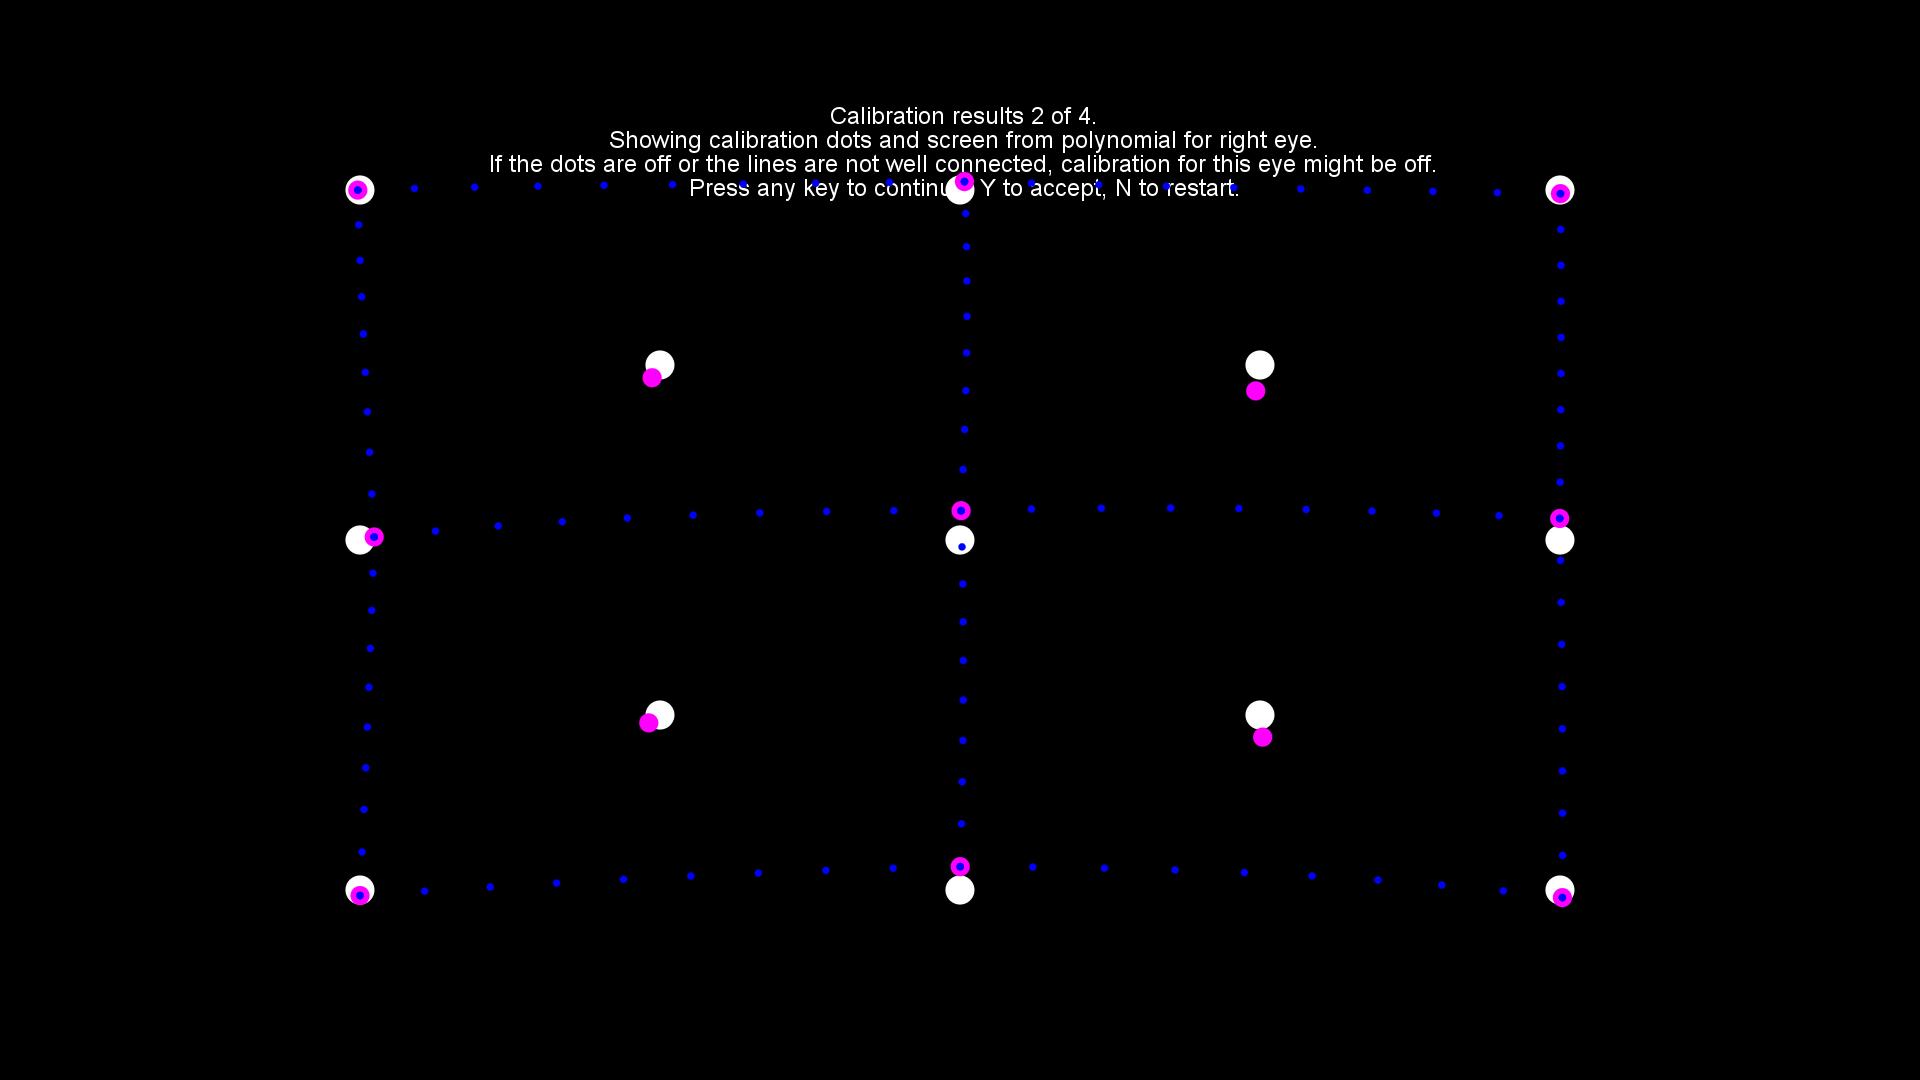 Calibration results 2 of 4.
Showing calibration dots and screen from polynomial for right eye.
If the dots are off or the lines are not well connected, calibration for this eye might be off.
Press any key to continue, Y to accept, N to restart.